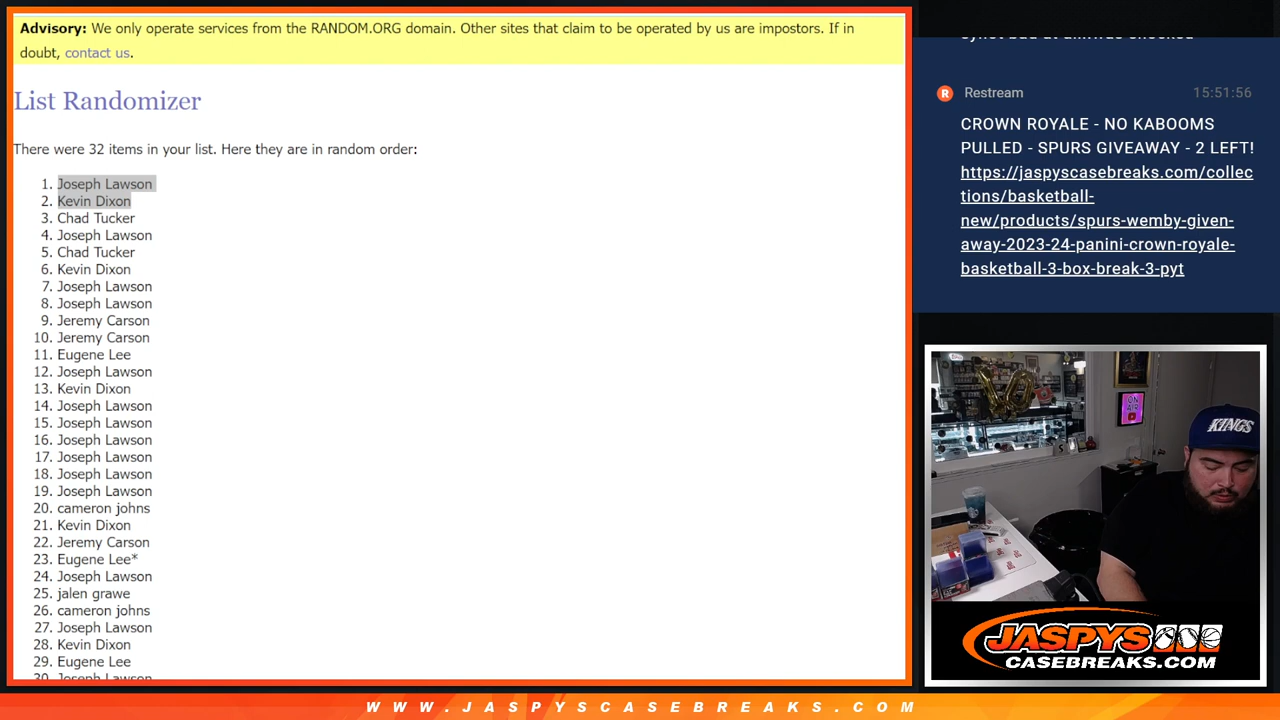 Advisory: We only operate services from the RANDOM.ORG domain. Other sites that claim to be operated by us are impostors. If in
doubt, contact us.
List Randomizer
There were 32 items in your list. Here they are in random order:
1. Joseph Lawson
2. Kevin Dixon
3. Chad Tucker
4. Joseph Lawson
5. Chad Tucker
6. Kevin Dixon
7. Joseph Lawson
8. Joseph Lawson
9. Jeremy Carson
10. Jeremy Carson
11. Eugene Lee
12. Joseph Lawson
13. Kevin Dixon
14. Joseph Lawson
15. Joseph Lawson
16. Joseph Lawson
17. Joseph Lawson
18. Joseph Lawson
19. Joseph Lawson
20. cameron johns
21. Kevin Dixon
22. Jeremy Carson
23. Eugene Lee*
24. Joseph Lawson
25. jalen grawe
26. cameron johns
27. Joseph Lawson
28. Kevin Dixon
29. Eugene Lee
30. Joseph Lawson
R Restream 15:51:56
CROWN ROYALE - NO KABOOMS
PULLED - SPURS GIVEAWAY - 2 LEFT!
https://jaspyscasebreaks.com/collec
tions/basketball-
new/products/spurs-wemby-given-
away-2023-24-panini-crown-royale-
basketball-3-box-break-3-pyt
ON
AIR
KINGS
JASPYS
CASEBREAKS.COM
WWW.JASPYSCASEBREAKS.COM